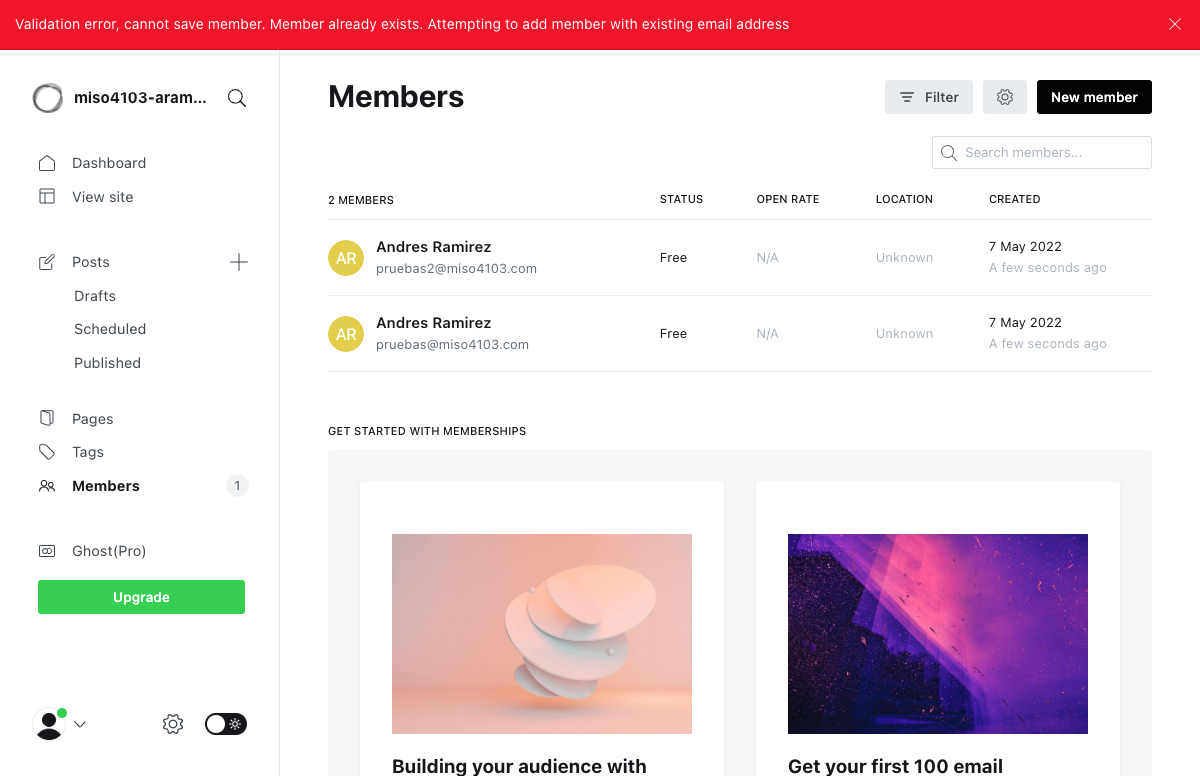 Validation error, cannot save member. Member already exists. Attempting to add member with existing email address
miso4103-aram...
Dashboard
View site
Posts
Drafts
Scheduled
Published
Pages
Tags
Members 1
Ghost(Pro)
Upgrade
Members
Filter
New member
Search members...
2 MEMBERS STATUS OPEN RATE LOCATION CREATED
AR Andres Ramirez Free N/A Unknown 7 May 2022
pruebas2@miso4103.com A few seconds ago
AR Andres Ramirez Free N/A Unknown 7 May 2022
pruebas@miso4103.com A few seconds ago
GET STARTED WITH MEMBERSHIPS
Building your audience with
Get your first 100 email